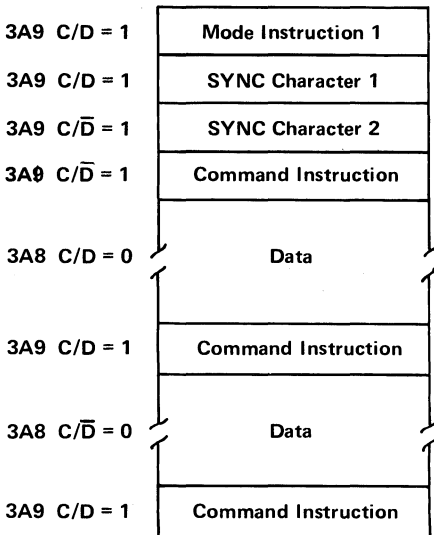 3A9 C/D = 1 Mode Instruction 1
3A9 C/D = 1 SYNC Character 1
3A9 C/D̅ = 1 SYNC Character 2
3A9 C/D̅ = 1 Command Instruction
3A8 C/D = 0 Data
3A9 C/D = 1 Command Instruction
3A8 C/D̅ = 0 Data
3A9 C/D = 1 Command Instruction